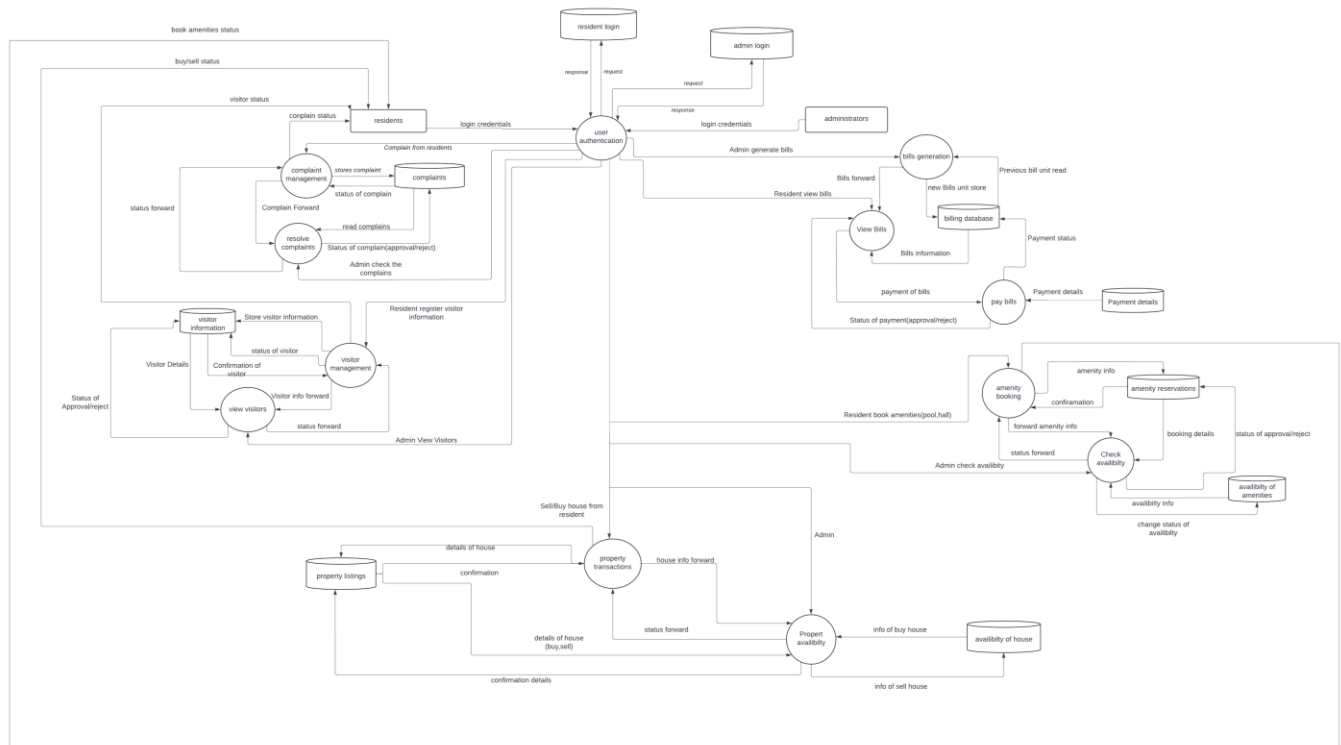 resident login
book amenities status
admin login
buy/sell status
response
request
request
visitor status
response
conplain status
residents
login credentials
login credentials
administrators
user
authentication
Complain from residents
Admin generate bills
bills generation
complaint
management
stores complaint
complaints
Bills forward
Previous bill unit read
status of complain
Resident view bills
new Bills unit store
status forward
Complain Forward
billing database
read complains
View Bills
resolve
complaints
Status of complain(approval/reject)
Payment status
Bills information
Admin check the
complains
payment of bills
Payment details
pay bills
Payment details
Resident register visitor
information
Store visitor information
Status of payment(approval/reject)
visitor
information
status of visitor
Visitor Details
Confirmation of
visitor
visitor
management
amenity info
amenity
booking
amenity reservations
Status of
Approval/reject
Visitor info forward
view visitors
confiramation
Resident book amenities(pool,hall)
status forward
forward amenity info
booking details
status of approval/reject
Admin View Visitors
status forward
Check
availibilty
Admin check availibity
availibilty of
amenities
availibilty info
Sell/Buy house from
resident
change status of
availibilty
Admin
details of house
property
transactions
house info forward
property listings
confirmation
status forward
Propert
availibilty
info of buy house
availibilty of house
details of house
(buy,sell)
confirmation details
info of sell house